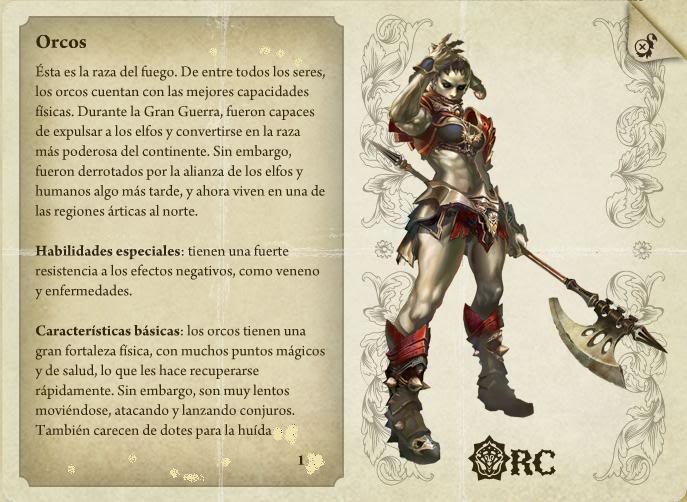 Orcos
Ésta es la raza del fuego. De entre todos los seres,
los orcos cuentan con las mejores capacidades
físicas. Durante la Gran Guerra, fueron capaces
de expulsar a los elfos y convertirse en la raza
más poderosa del continente. Sin embargo,
fueron derrotados por la alianza de los elfos y
humanos algo más tarde, y ahora viven en una de
las regiones árticas al norte.
Habilidades especiales: tienen una fuerte
resistencia a los efectos negativos, como veneno
y enfermedades.
Características básicas: los orcos tienen una
gran fortaleza física, con muchos puntos mágicos
y de salud, lo que les hace recuperarse
rápidamente. Sin embargo, son muy lentos
moviéndose, atacando y lanzando conjuros.
También carecen de dotes para la huída
1
ORC